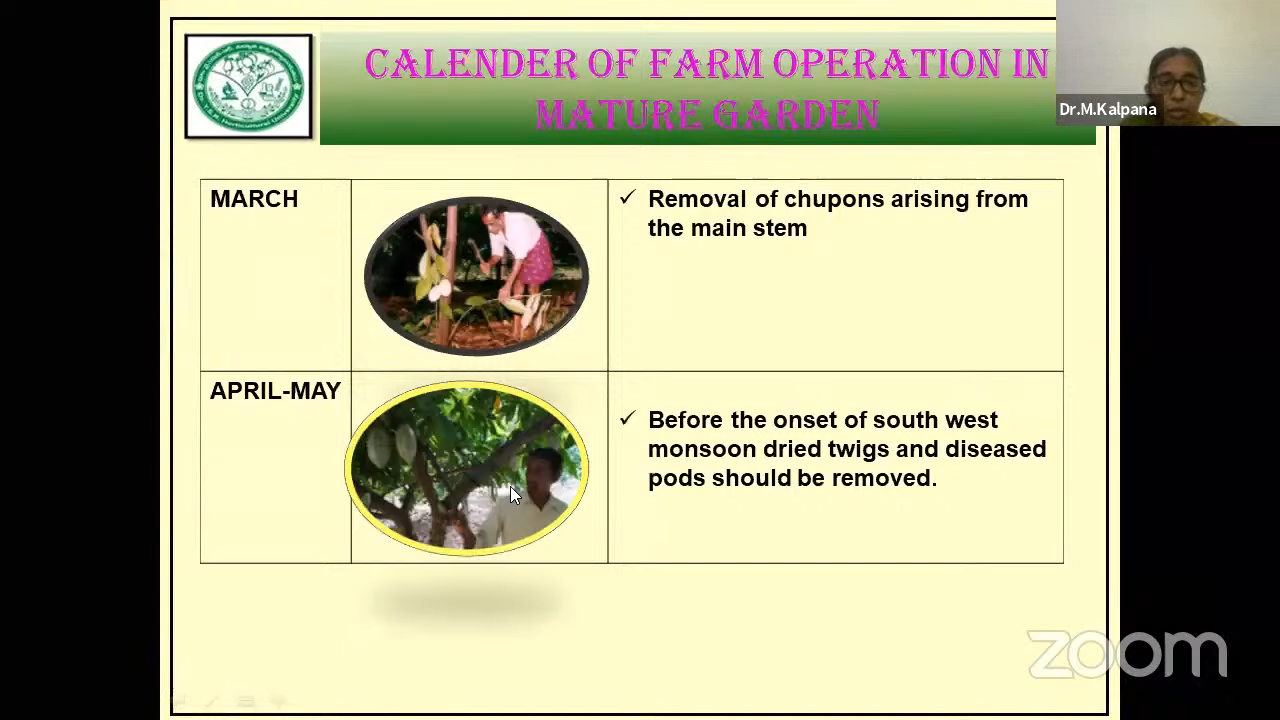 CALENDER OF FARM OPERATION IN
MATURE GARDEN
Dr.M.Kalpana
MARCH
✓ Removal of chupons arising from
the main stem
APRIL-MAY
✓ Before the onset of south west
monsoon dried twigs and diseased
pods should be removed.
zoom